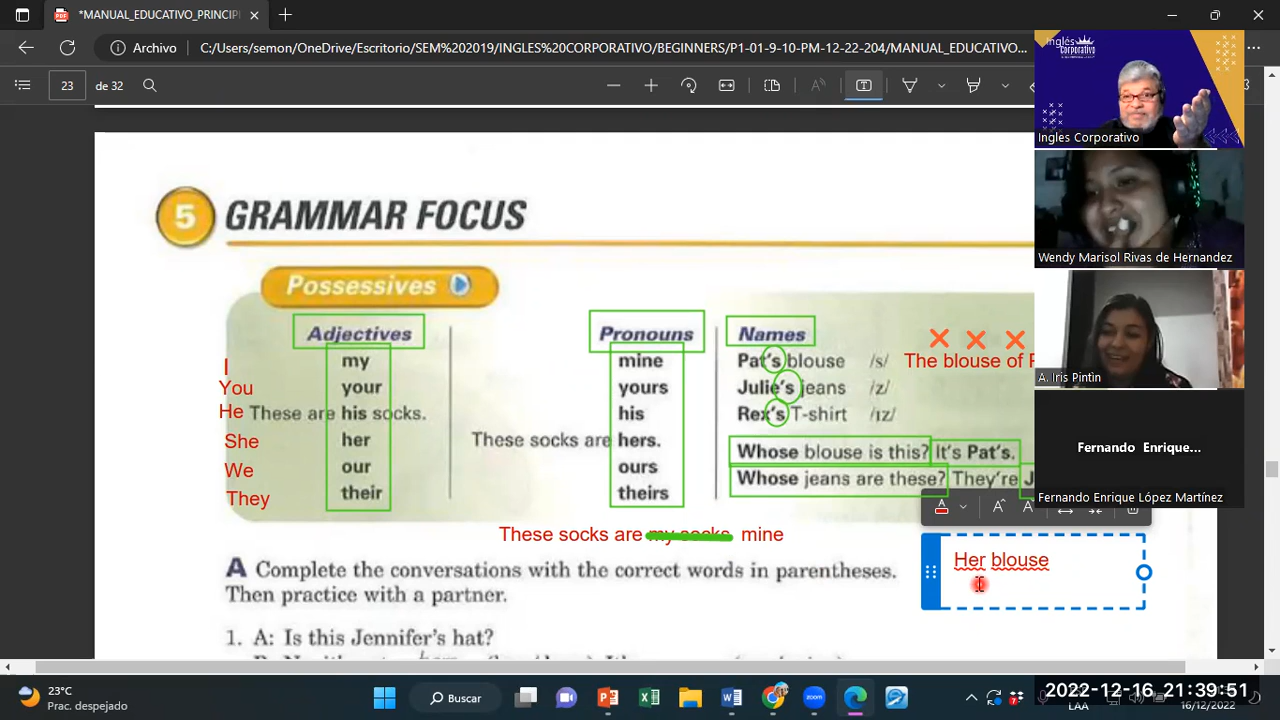 *MANUAL_EDUCATIVO_PRINCIPI
Archivo
C:/Users/semon/OneDrive/Escritorio/SEM%202019/INGLES%20CORPORATIVO/BEGINNERS/P1-01-9-10-PM-12-22-204/MANUAL_EDUCATIVO...
23 de 32
Inglés Corporativo
Ingles Corporativo
Wendy Marisol Rivas de Hernandez
A. Iris Pintin
Fernando Enrique...
Fernando Enrique López Martínez
5 GRAMMAR FOCUS
Possessives
Adjectives Pronouns Names
I my mine Pat's blouse /s/ The blouse of
You your yours Julie's jeans /z/
He These are his socks. his Rex's T-shirt /ɪz/
She her These socks are hers.
We our ours Whose blouse is this? It's Pat's.
They their theirs Whose jeans are these? They're J
These socks are my socks mine
Her blouse
A Complete the conversations with the correct words in parentheses.
Then practice with a partner.
1. A: Is this Jennifer's hat?
23°C
Prac. despejado
Buscar
zoom
LAA
2022-12-16 21:39:51
16/12/2022